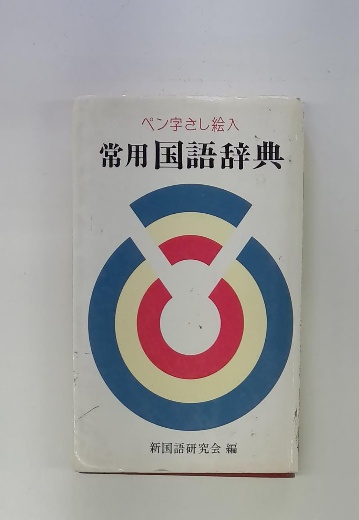 ペン字さし絵入
常用国語辞典
新国語研究会 編